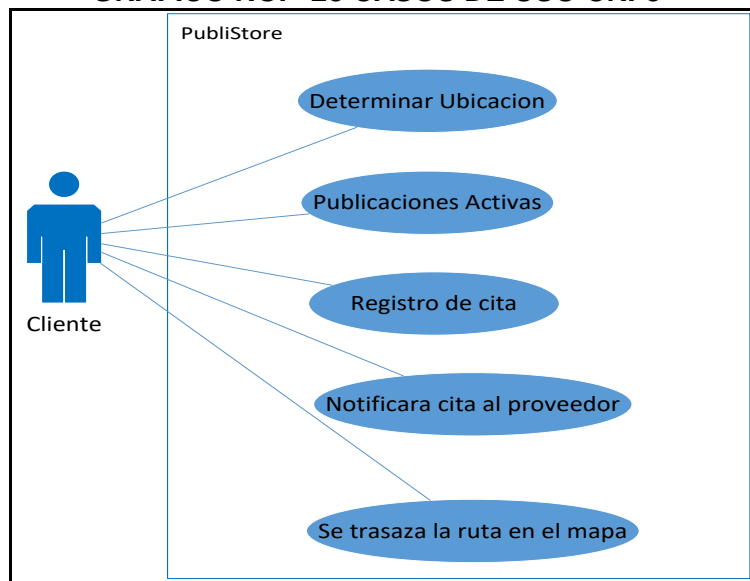 PubliStore
Determinar Ubicacion
Publicaciones Activas
Registro de cita
Cliente
Notificara cita al proveedor
Se trasaza la ruta en el mapa